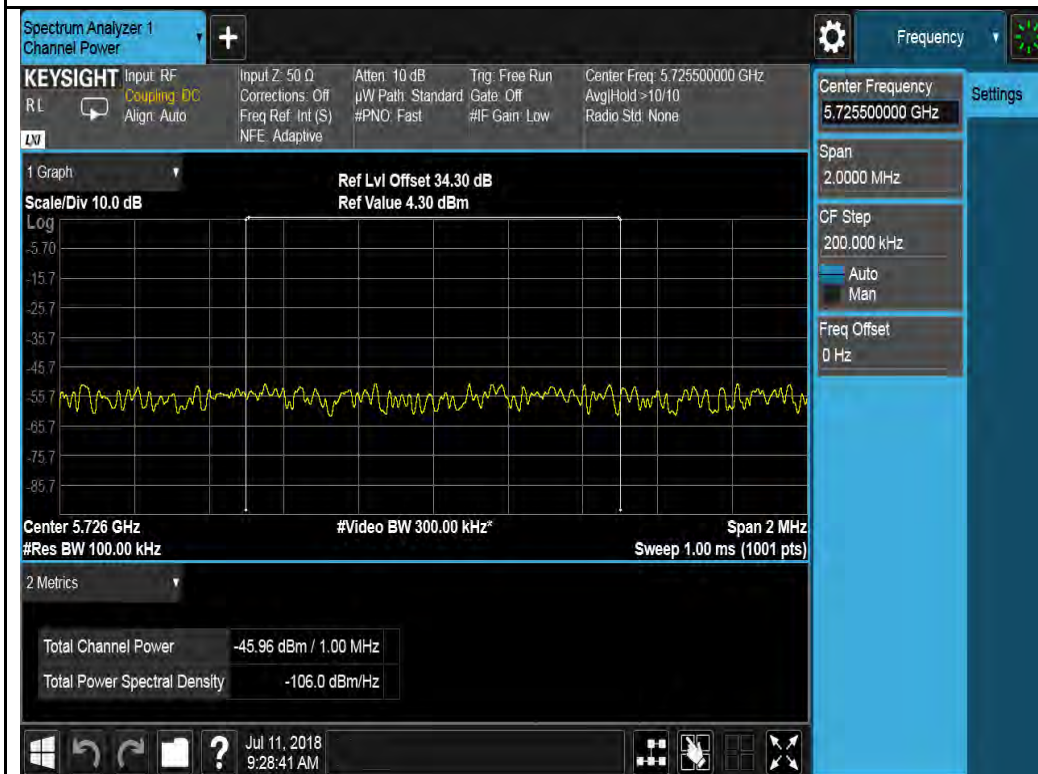 Spectrum Analyzer 1
Channel Power
+
Frequency
KEYSIGHT
RL
LXI
Input: RF
Coupling: DC
Align: Auto
Input Z: 50 Ω
Corrections: Off
Freq Ref: Int (S)
NFE: Adaptive
Atten: 10 dB
µW Path: Standard
#PNO: Fast
Trig: Free Run
Gate: Off
#IF Gain: Low
Center Freq: 5.725500000 GHz
Avg|Hold >10/10
Radio Std: None
Center Frequency
5.725500000 GHz
Settings
Span
2.0000 MHz
CF Step
200.000 kHz
Auto
Man
Freq Offset
0 Hz
1 Graph
Scale/Div 10.0 dB
Ref Lvl Offset 34.30 dB
Ref Value 4.30 dBm
Log
-5.70
-15.7
-25.7
-35.7
-45.7
-55.7
-65.7
-75.7
-85.7
Center 5.726 GHz
#Res BW 100.00 kHz
#Video BW 300.00 kHz*
Span 2 MHz
Sweep 1.00 ms (1001 pts)
2 Metrics
Total Channel Power -45.96 dBm / 1.00 MHz
Total Power Spectral Density -106.0 dBm/Hz
?
Jul 11, 2018
9:28:41 AM